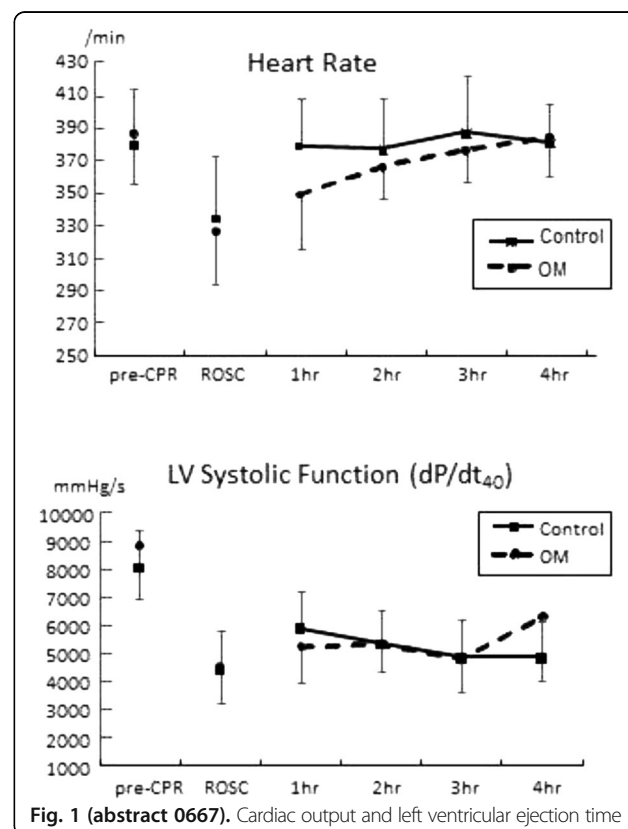 /min
Heart Rate
430
410
390
370
350
330
310
290
270
250
Control
OM
pre-CPR ROSC 1hr 2hr 3hr 4hr
LV Systolic Function (dP/dt40)
mmHg/s
10000
9000
8000
7000
6000
5000
4000
3000
2000
1000
Control
OM
pre-CPR ROSC 1hr 2hr 3hr 4hr
Fig. 1 (abstract 0667). Cardiac output and left ventricular ejection time